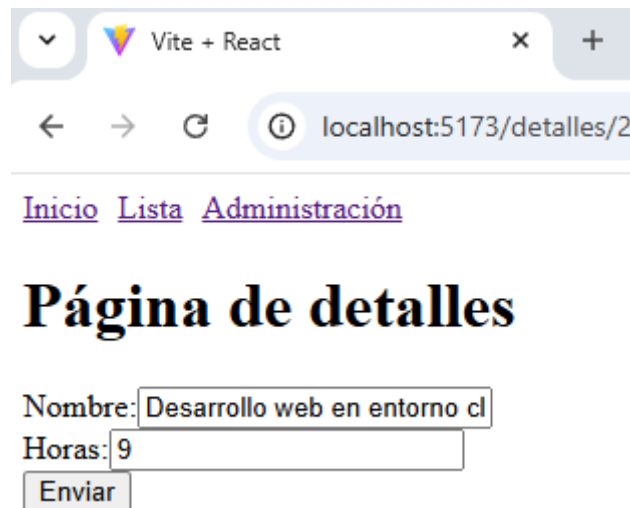 Vite + React
localhost:5173/detalles/2
Inicio Lista Administración
Página de detalles
Nombre: Desarrollo web en entorno cl
Horas: 9
Enviar